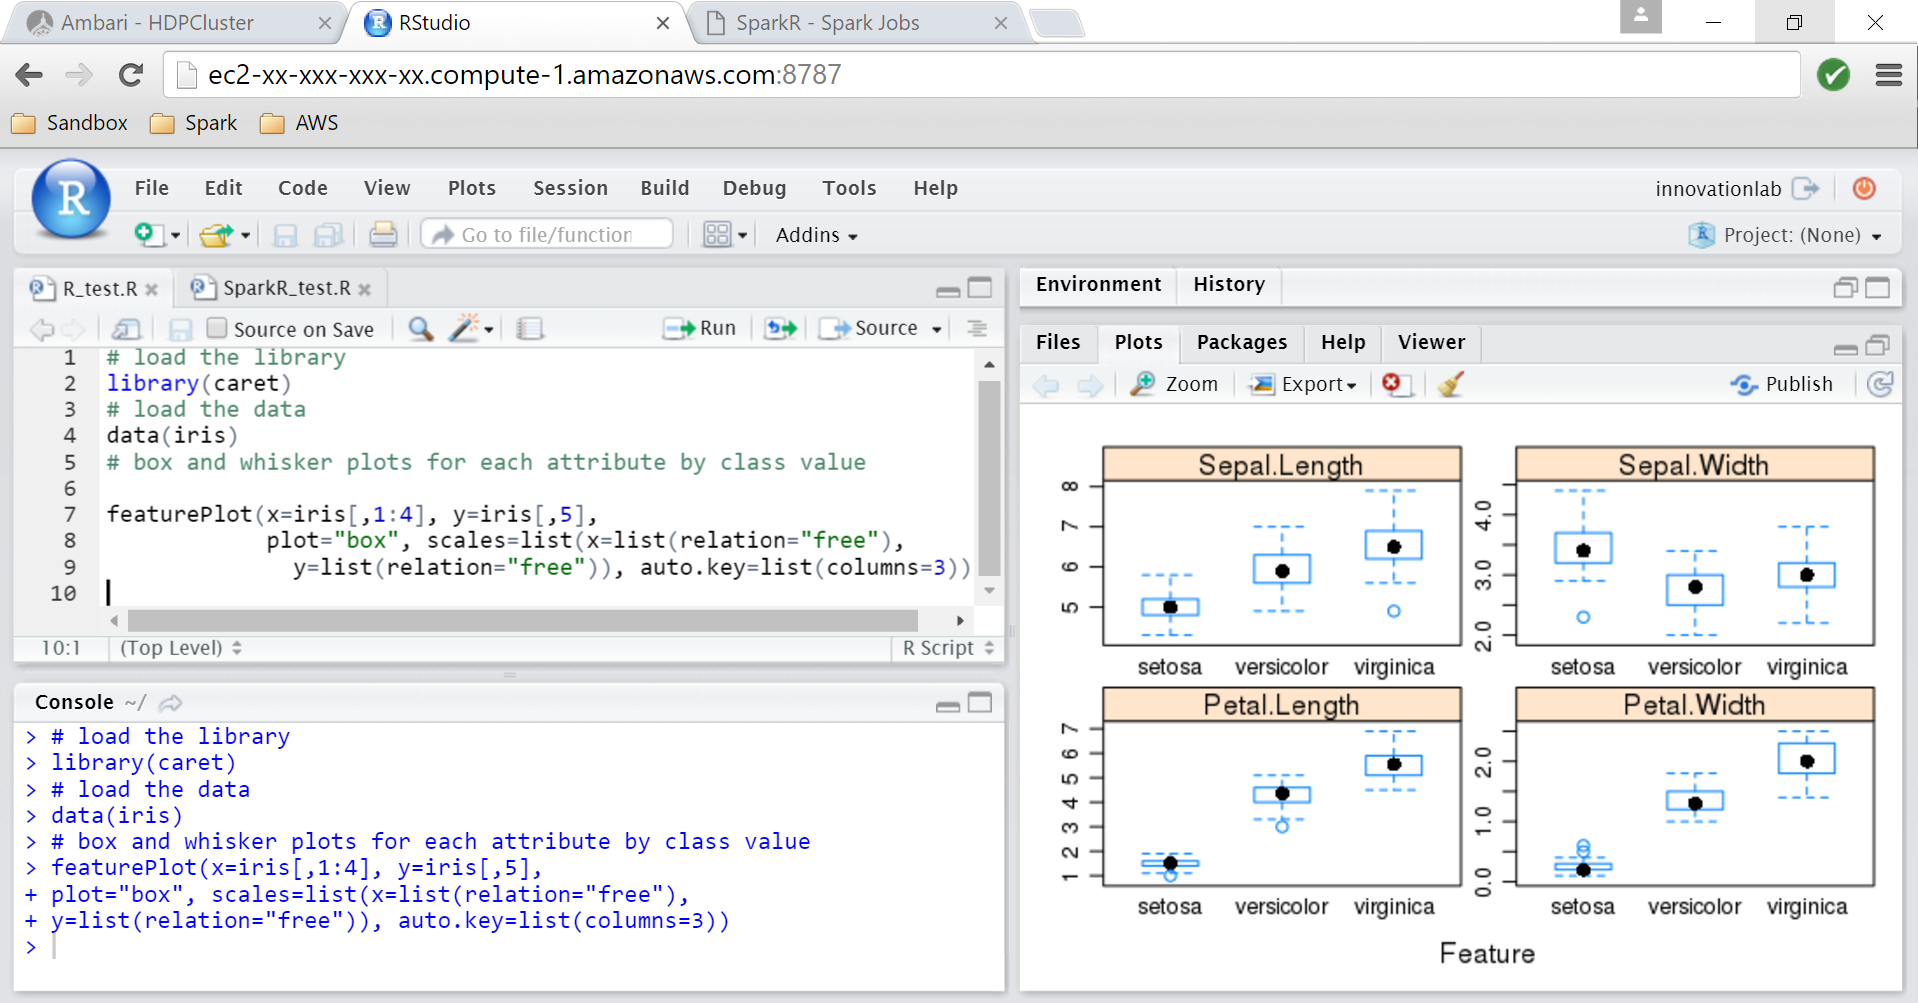 Ambari - HDPCluster
RStudio
SparkR - Spark Jobs
ec2-xx-xxx-xxx-xx.compute-1.amazonaws.com:8787
Sandbox Spark AWS
R File Edit Code View Plots Session Build Debug Tools Help
innovationlab
Go to file/function Addins
Project: (None)
R_test.R SparkR_test.R
Source on Save Run Source
1 # load the library
2 library(caret)
3 # load the data
4 data(iris)
5 # box and whisker plots for each attribute by class value
6
7 featurePlot(x=iris[,1:4], y=iris[,5],
8 plot="box", scales=list(x=list(relation="free"),
9 y=list(relation="free")), auto.key=list(columns=3))
10
10:1 (Top Level) R Script
Console ~/
> # load the library
> library(caret)
> # load the data
> data(iris)
> # box and whisker plots for each attribute by class value
> featurePlot(x=iris[,1:4], y=iris[,5],
+ plot="box", scales=list(x=list(relation="free"),
+ y=list(relation="free")), auto.key=list(columns=3))
>
Environment History
Files Plots Packages Help Viewer
Zoom Export Publish
Sepal.Length
8
7
6
5
setosa versicolor virginica
Sepal.Width
4.0
3.0
2.0
setosa versicolor virginica
Petal.Length
7
6
5
4
3
2
1
setosa versicolor virginica
Petal.Width
2.0
1.0
0.0
setosa versicolor virginica
Feature